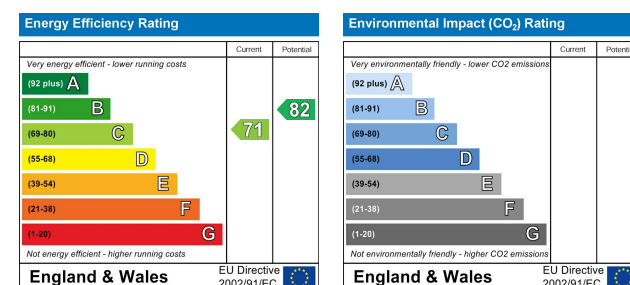 Energy Efficiency Rating
Current Potential
Very energy efficient - lower running costs
(92 plus) A
(81-91) B
(69-80) C
(55-68) D
(39-54) E
(21-38) F
(1-20) G
71
82
Not energy efficient - higher running costs
England & Wales
EU Directive
2002/91/EC
Environmental Impact (CO₂) Rating
Current Potential
Very environmentally friendly - lower CO2 emissions
(92 plus) A
(81-91) B
(69-80) C
(55-68) D
(39-54) E
(21-38) F
(1-20) G
Not environmentally friendly - higher CO2 emissions
England & Wales
EU Directive
2002/91/EC